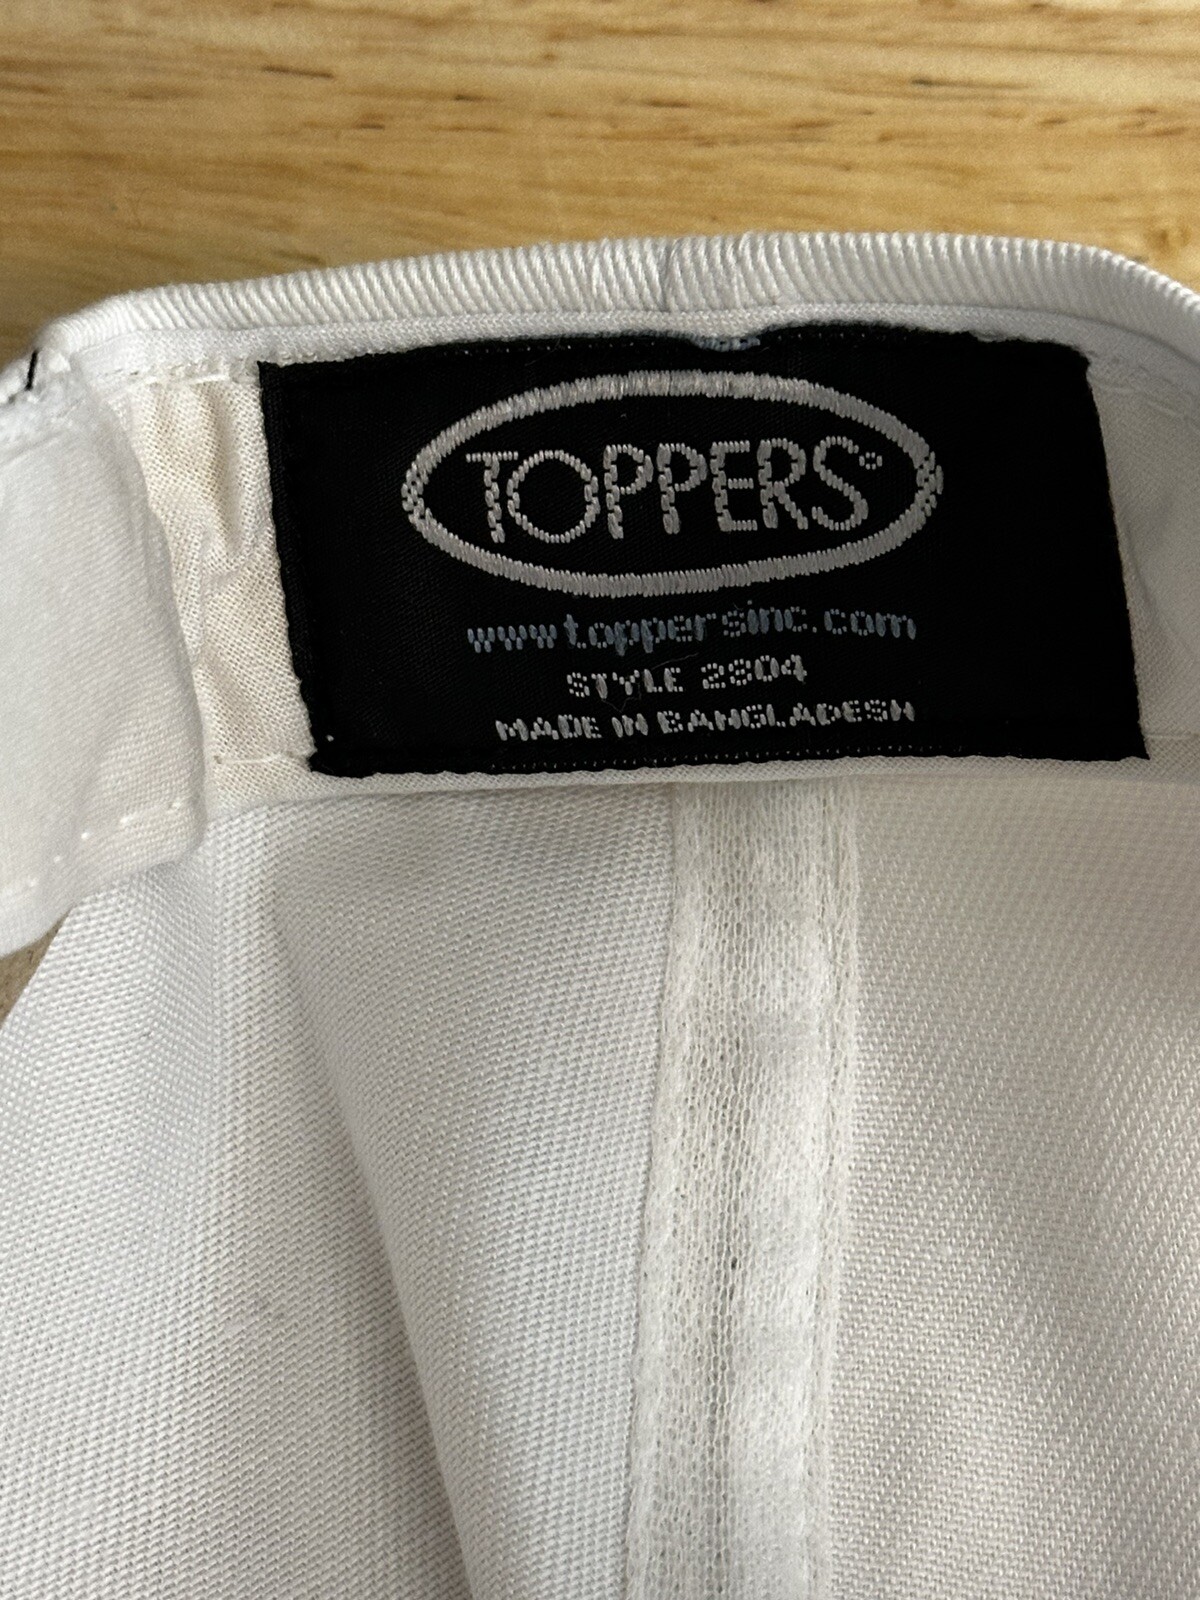 TOPPERS®
www.toppersinc.com
STYLE 2804
MADE IN BANGLADESH